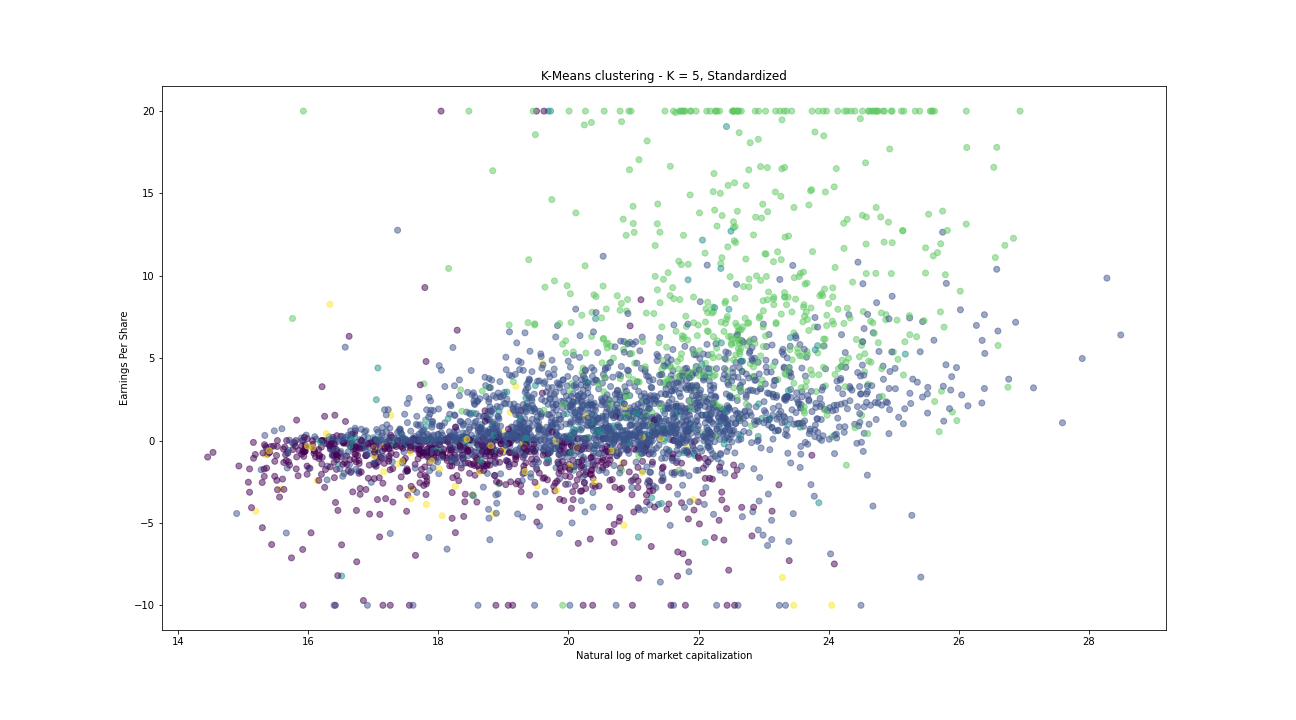 K-Means clustering - K = 5, Standardized
20
15
10
5
0
−5
−10
Earnings Per Share
14 16 18 20 22 24 26 28
Natural log of market capitalization